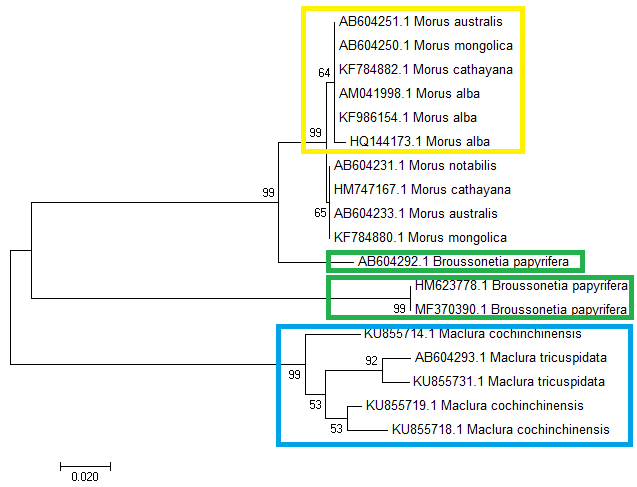 AB604251.1 Morus australis
AB604250.1 Morus mongolica
64
KF784882.1 Morus cathayana
AM041998.1 Morus alba
KF986154.1 Morus alba
99
HQ144173.1 Morus alba
AB604231.1 Morus notabilis
99
HM747167.1 Morus cathayana
65
AB604233.1 Morus australis
KF784880.1 Morus mongolica
AB604292.1 Broussonetia papyrifera
HM623778.1 Broussonetia papyrifera
99
MF370390.1 Broussonetia papyrifera
KU855714.1 Maclura cochinchinensis
92
AB604293.1 Maclura tricuspidata
99
KU855731.1 Maclura tricuspidata
53
KU855719.1 Maclura cochinchinensis
53
KU855718.1 Maclura cochinchinensis
0.020